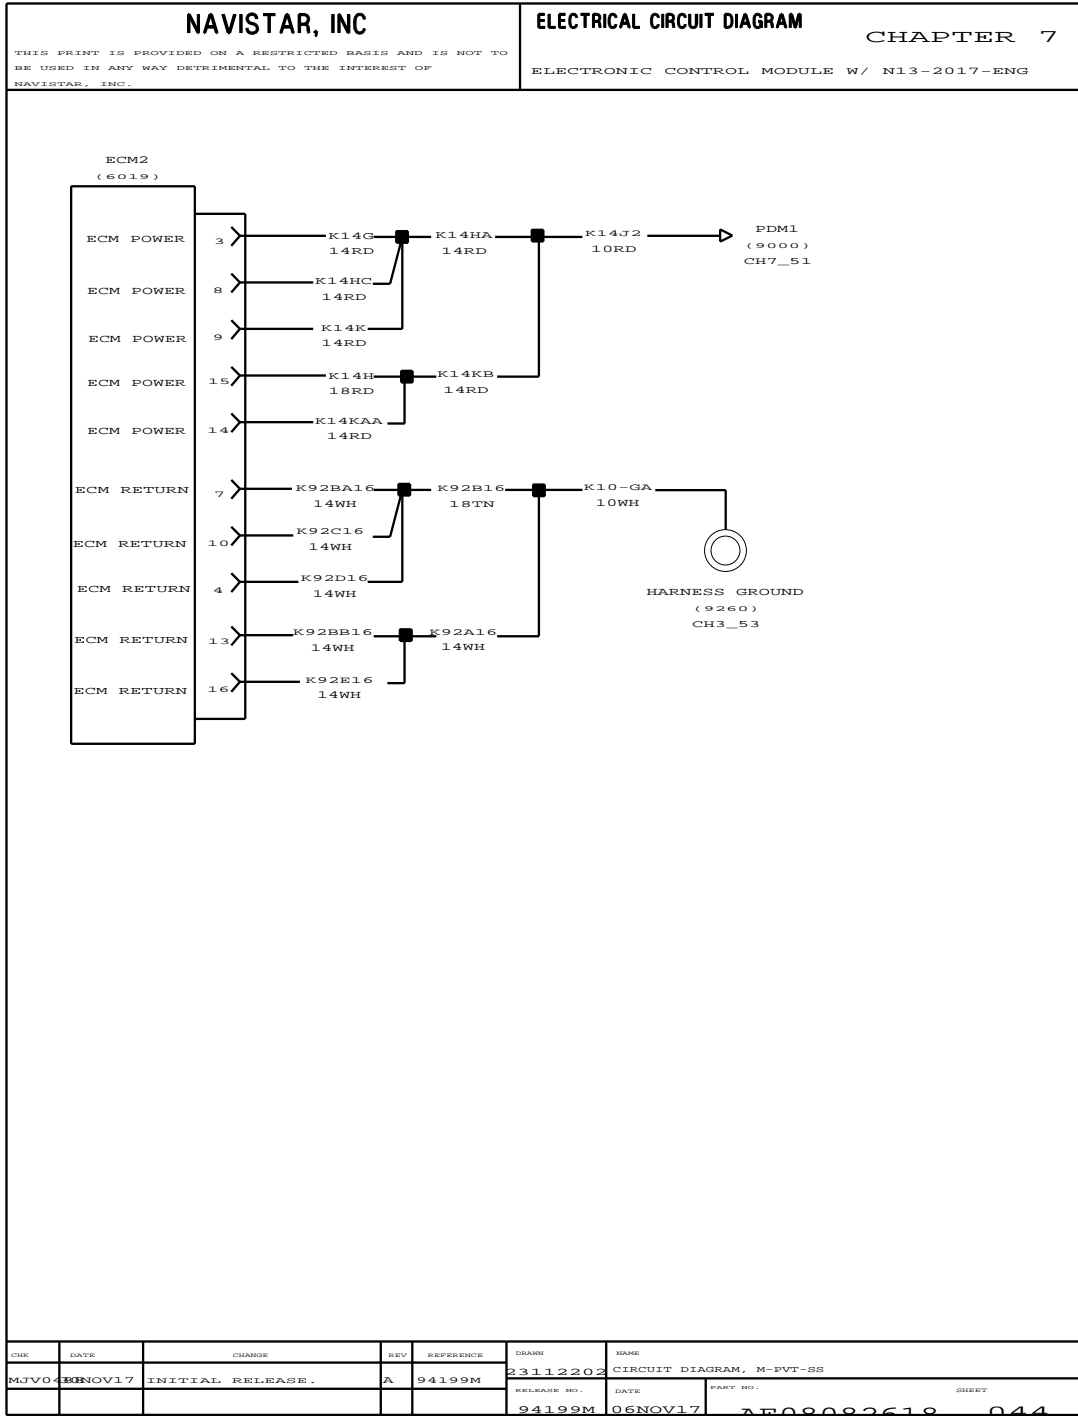 NAVISTAR, INC
THIS PRINT IS PROVIDED ON A RESTRICTED BASIS AND IS NOT TO
BE USED IN ANY WAY DETRIMENTAL TO THE INTEREST OF
NAVISTAR, INC.
ELECTRICAL CIRCUIT DIAGRAM
CHAPTER 7
ELECTRONIC CONTROL MODULE W/ N13-2017-ENG
ECM2
(6019)
ECM POWER 3 K14G K14HA K14J2
14RD 14RD 10RD
PDM1
(9000)
CH7_51
ECM POWER 8 K14HC
14RD
ECM POWER 9 K14K
14RD
ECM POWER 15 K14H K14KB
18RD 14RD
ECM POWER 14 K14KAA
14RD
ECM RETURN 7 K92BA16 K92B16 K10-GA
14WH 18TN 10WH
ECM RETURN 10 K92C16
14WH
ECM RETURN 4 K92D16
14WH
HARNESS GROUND
(9260)
CH3_53
ECM RETURN 13 K92BB16 K92A16
14WH 14WH
ECM RETURN 16 K92E16
14WH
CHK DATE CHANGE REV REFERENCE
INITIAL RELEASE. A 94199M
DRAWN
23112202
NAME
CIRCUIT DIAGRAM, M-PVT-SS
RELEASE NO.
94199M
DATE
06NOV17
PART NO. SHEET
044